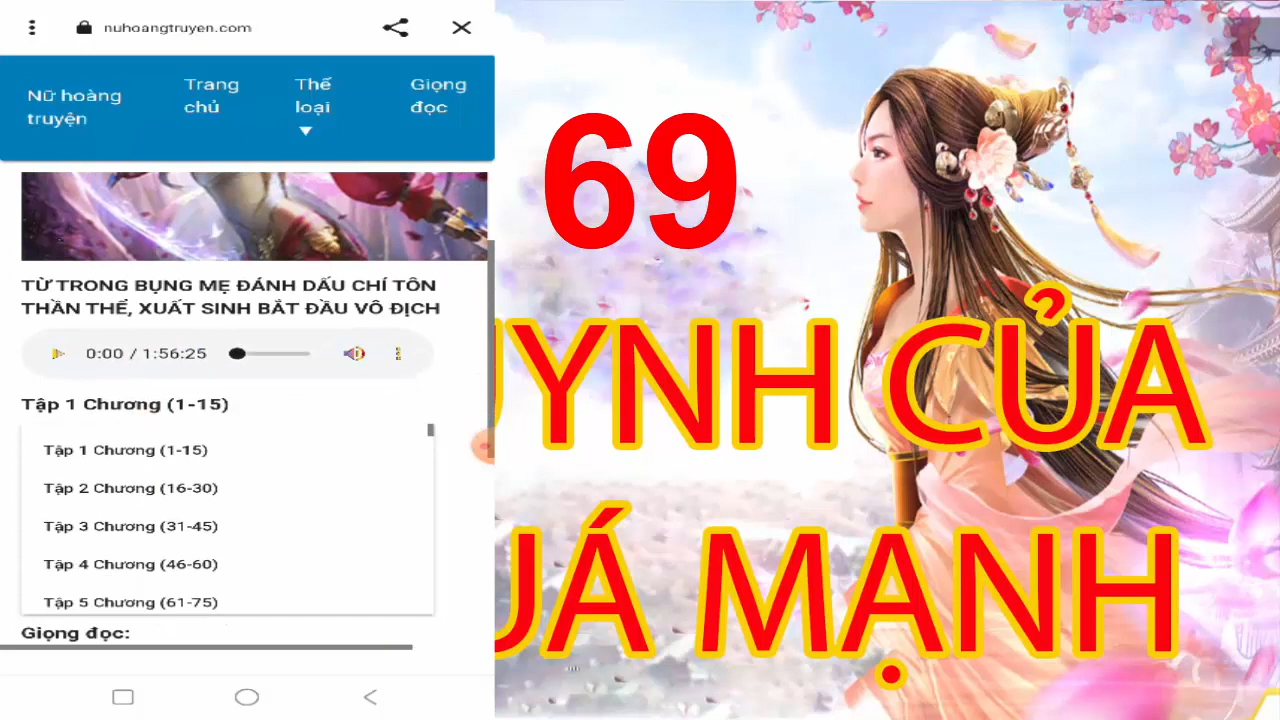 nuhoangtruyen.com
Nữ hoàng
truyện
Trang
chủ
Thể
loại
Giọng
đọc
TỪ TRONG BỤNG MẸ ĐÁNH DẤU CHÍ TÔN
THẦN THỂ, XUẤT SINH BẮT ĐẦU VÔ ĐỊCH
0:00 / 1:56:25
Tập 1 Chương (1-15)
Tập 1 Chương (1-15)
Tập 2 Chương (16-30)
Tập 3 Chương (31-45)
Tập 4 Chương (46-60)
Tập 5 Chương (61-75)
Giọng đọc:
69
UYNH CỦA
UÁ MẠNH